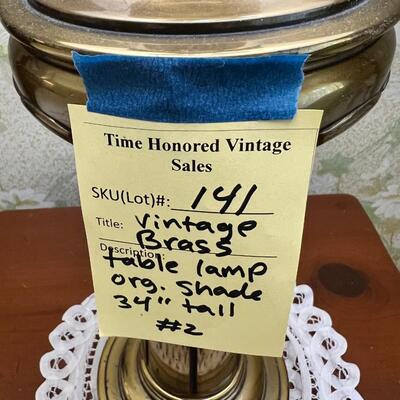 Time Honored Vintage
Sales
SKU(Lot)#: 141
Title: Vintage
Brass
Description:
table lamp
org. shade
34" tall
#2